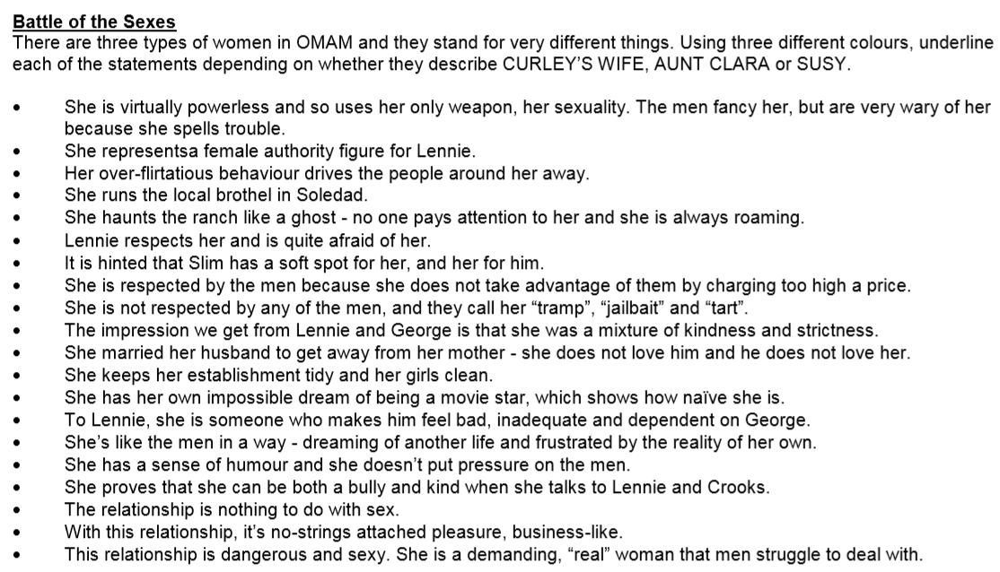 Battle of the Sexes
There are three types of women in OMAM and they stand for very different things. Using three different colours, underline
each of the statements depending on whether they describe CURLEY'S WIFE, AUNT CLARA or SUSY.
• She is virtually powerless and so uses her only weapon, her sexuality. The men fancy her, but are very wary of her
because she spells trouble.
• She representsa female authority figure for Lennie.
• Her over-flirtatious behaviour drives the people around her away.
• She runs the local brothel in Soledad.
• She haunts the ranch like a ghost - no one pays attention to her and she is always roaming.
• Lennie respects her and is quite afraid of her.
• It is hinted that Slim has a soft spot for her, and her for him.
• She is respected by the men because she does not take advantage of them by charging too high a price.
• She is not respected by any of the men, and they call her “tramp”, “jailbait” and “tart”.
• The impression we get from Lennie and George is that she was a mixture of kindness and strictness.
• She married her husband to get away from her mother - she does not love him and he does not love her.
• She keeps her establishment tidy and her girls clean.
• She has her own impossible dream of being a movie star, which shows how naïve she is.
• To Lennie, she is someone who makes him feel bad, inadequate and dependent on George.
• She's like the men in a way - dreaming of another life and frustrated by the reality of her own.
• She has a sense of humour and she doesn't put pressure on the men.
• She proves that she can be both a bully and kind when she talks to Lennie and Crooks.
• The relationship is nothing to do with sex.
• With this relationship, it's no-strings attached pleasure, business-like.
• This relationship is dangerous and sexy. She is a demanding, “real” woman that men struggle to deal with.